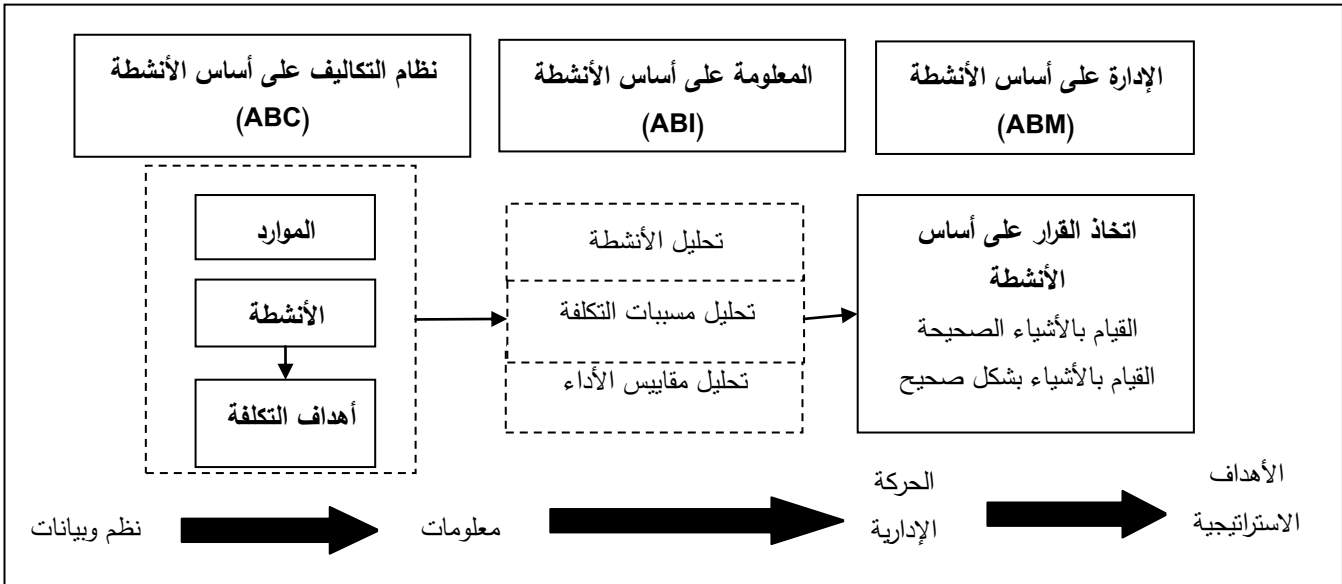 نظام التكاليف على أساس الأنشطة
(ABC)
المعلومة على أساس الأنشطة
(ABI)
الإدارة على أساس الأنشطة
(ABM)
الموارد
الأنشطة
أهداف التكلفة
تحليل الأنشطة
تحليل مسببات التكلفة
تحليل مقاييس الأداء
اتخاذ القرار على أساس
الأنشطة
القيام بالأشياء الصحيحة
القيام بالأشياء بشكل صحيح
نظم وبيانات
معلومات
الحركة
الإدارية
الأهداف
الاستراتيجية